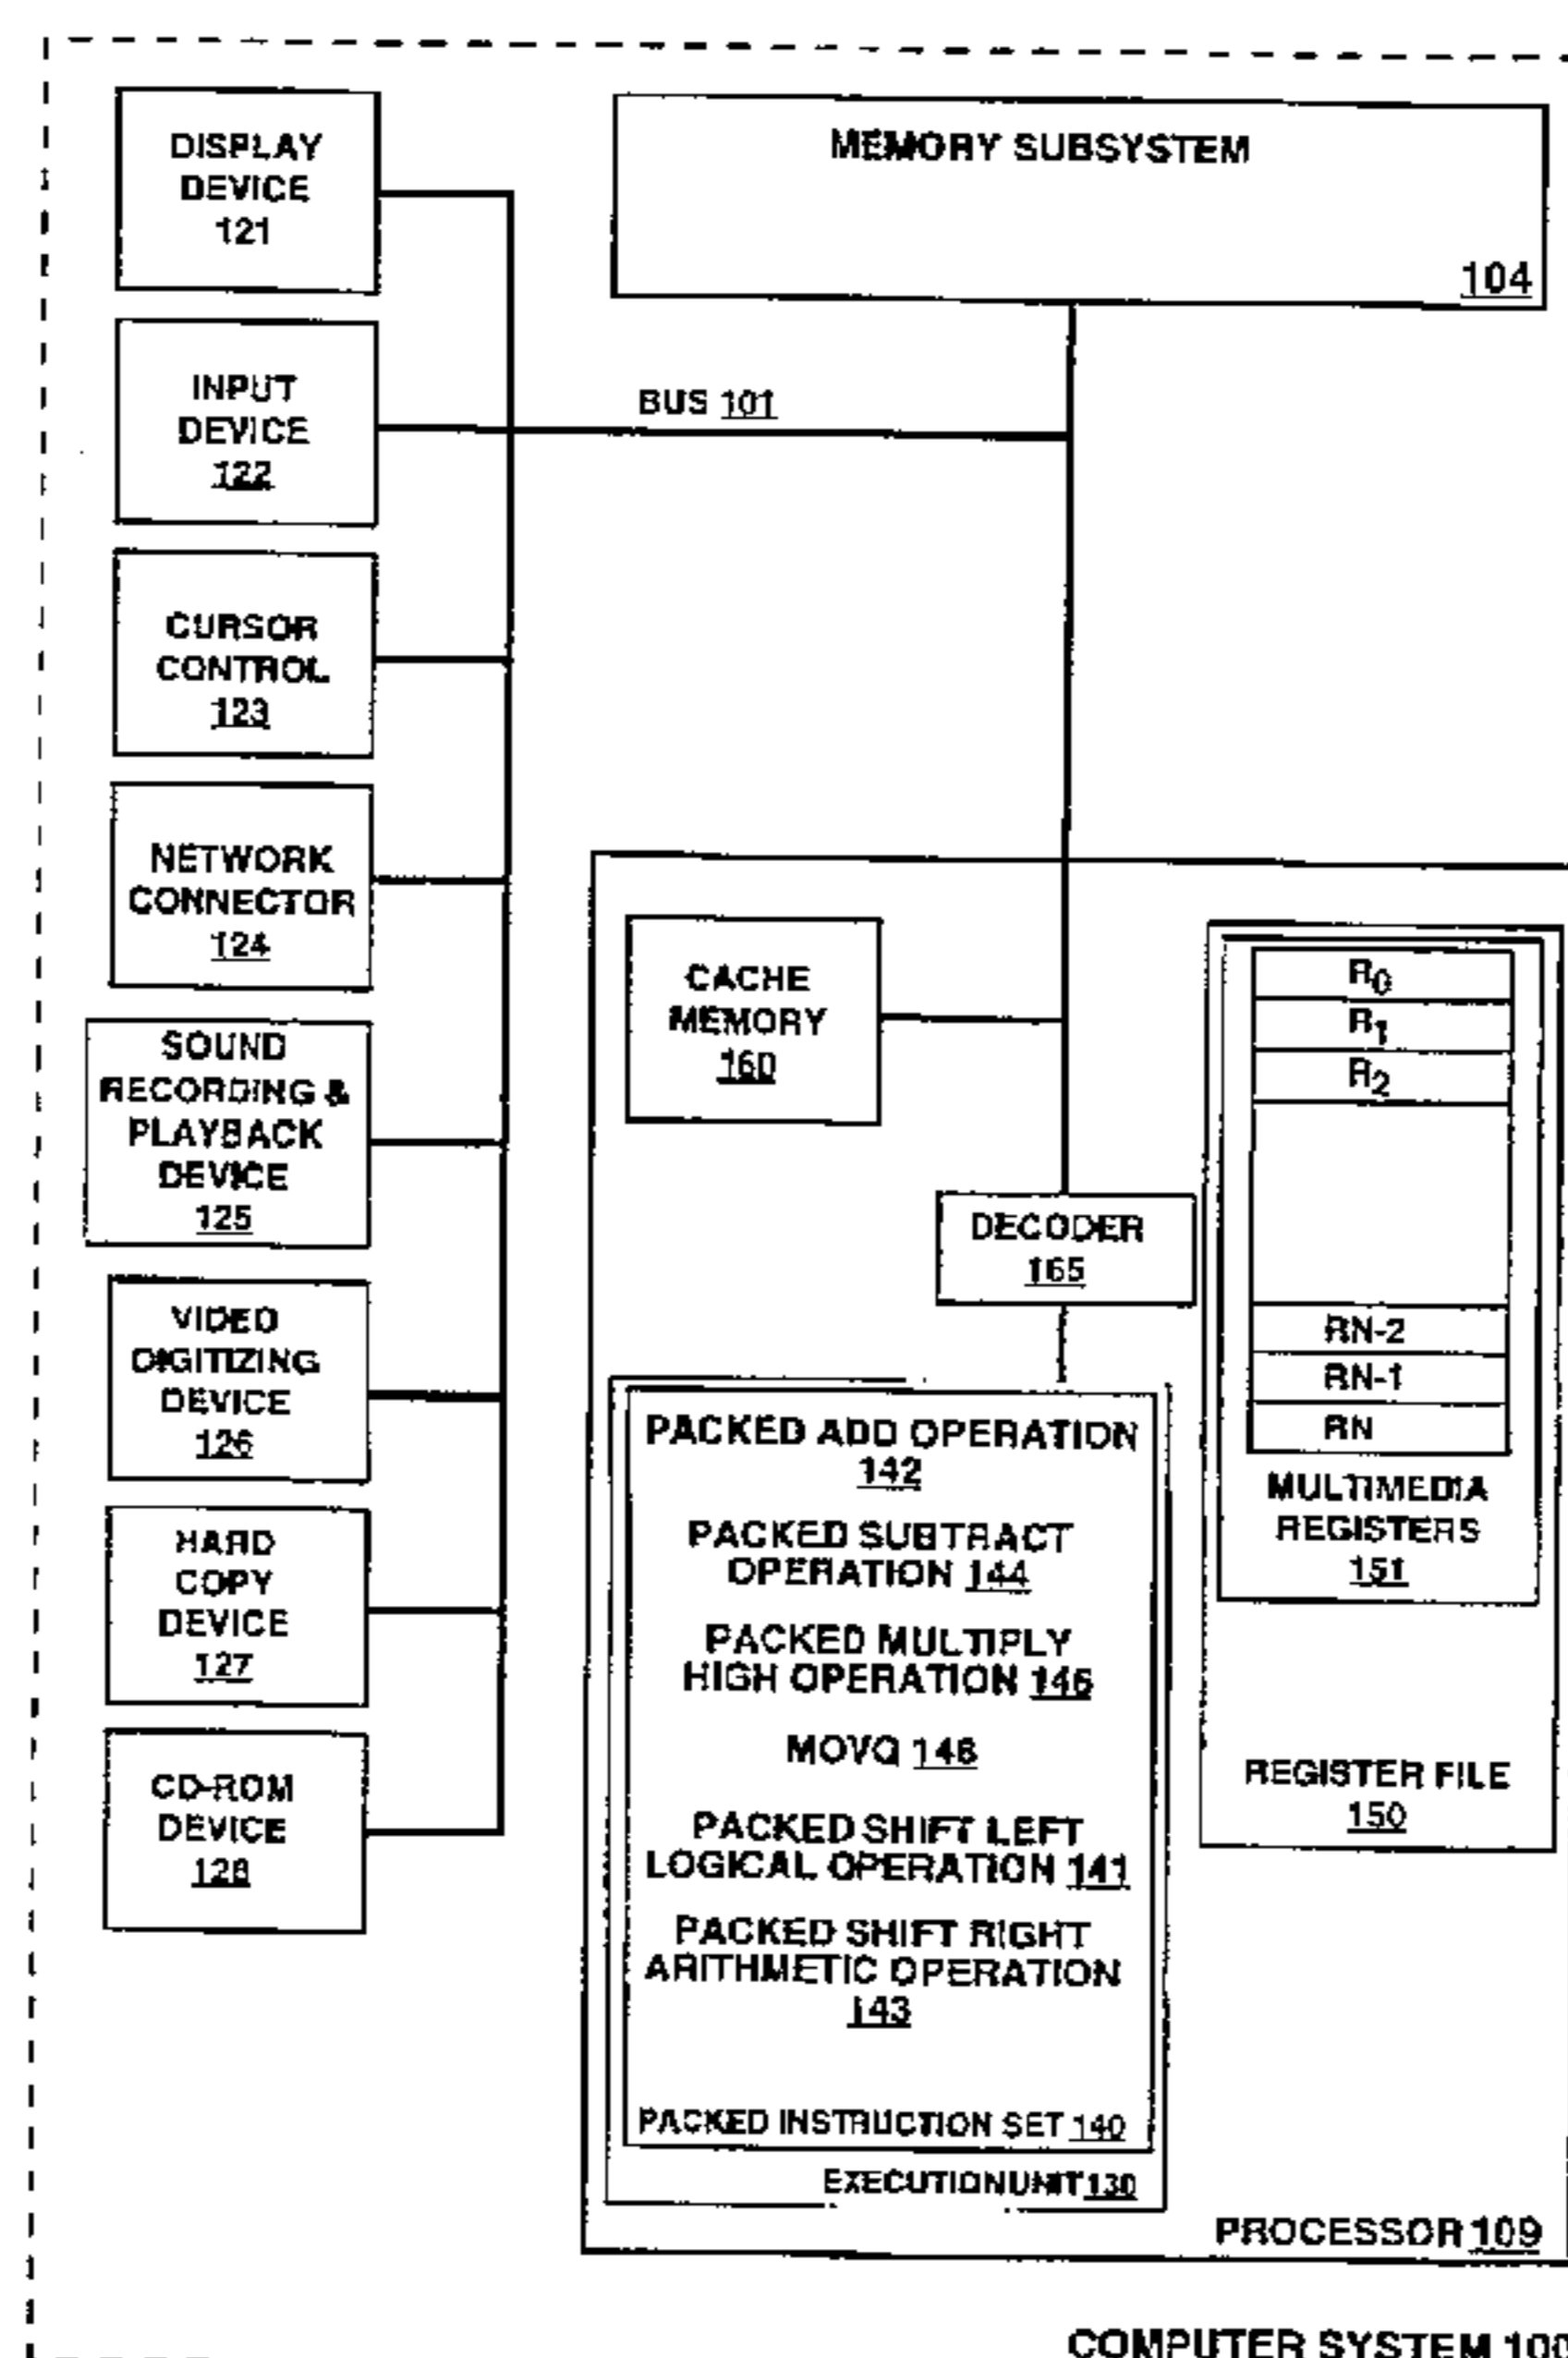 DISPLAY
DEVICE
121
INPUT
DEVICE
122
CURSOR
CONTROL
123
NETWORK
CONNECTOR
124
SOUND
RECORDING &
PLAYBACK
DEVICE
125
VIDEO
DIGITIZING
DEVICE
126
HARD
COPY
DEVICE
127
CD-ROM
DEVICE
128
MEMORY SUBSYSTEM
104
BUS 101
CACHE
MEMORY
160
DECODER
165
PACKED ADD OPERATION
142
PACKED SUBTRACT
OPERATION 144
PACKED MULTIPLY
HIGH OPERATION 146
MOVQ 148
PACKED SHIFT LEFT
LOGICAL OPERATION 141
PACKED SHIFT RIGHT
ARITHMETIC OPERATION
143
PACKED INSTRUCTION SET 140
EXECUTION UNIT 130
R0
R1
R2
RN-2
RN-1
RN
MULTIMEDIA
REGISTERS
151
REGISTER FILE
150
PROCESSOR 109
COMPUTER SYSTEM 100